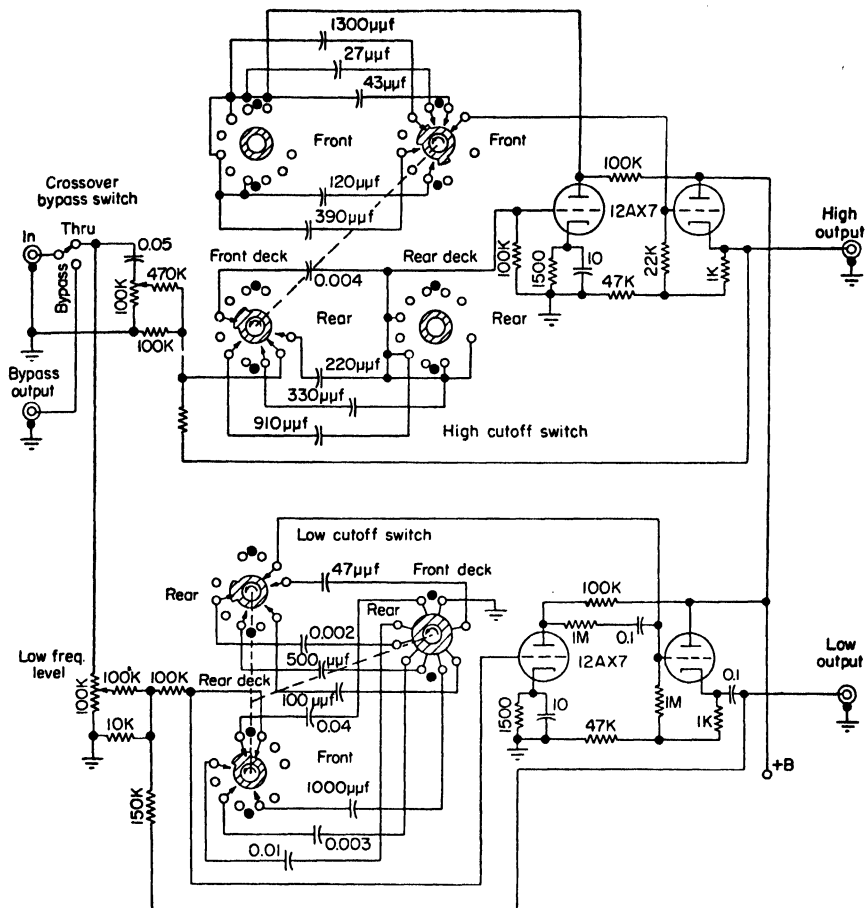 1300μμf
27μμf
43μμf
Front
Front
120μμf
390μμf
Crossover
bypass switch
In
Thru
Bypass
0.05
470K
100K
100K
Bypass
output
Front deck
0.004
Rear deck
Rear
Rear
220μμf
330μμf
910μμf
High cutoff switch
100K
12AX7
100K
1500
10
47K
22K
1K
High
output
Low cutoff switch
47μμf
Front deck
Rear
Rear
0.002
500μμf
100μμf
0.04
Rear deck
Front
1000μμf
0.003
0.01
Low freq.
level
100K
100K
100K
10K
150K
100K
1M
0.1
12AX7
1500
10
47K
1M
1K
0.1
Low
output
+B